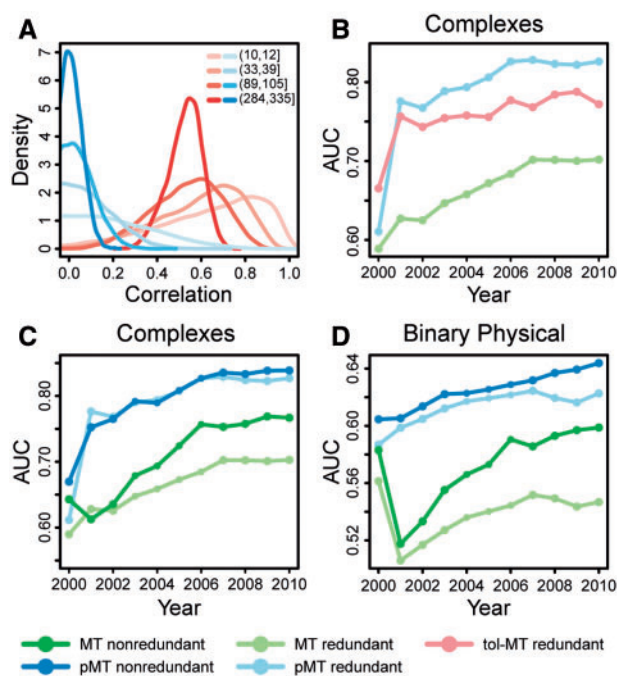 A
7
6
5
4
3
2
1
0
Density
(10,12]
(33,39]
(89,105]
(284,335]
0.0 0.2 0.4 0.6 0.8 1.0
Correlation
B Complexes
0.80
0.70
0.60
AUC
2000 2002 2004 2006 2008 2010
Year
C Complexes
0.80
0.70
0.60
AUC
2000 2002 2004 2006 2008 2010
Year
D Binary Physical
0.64
0.60
0.56
0.52
AUC
2000 2002 2004 2006 2008 2010
Year
MT nonredundant MT redundant tol-MT redundant
pMT nonredundant pMT redundant